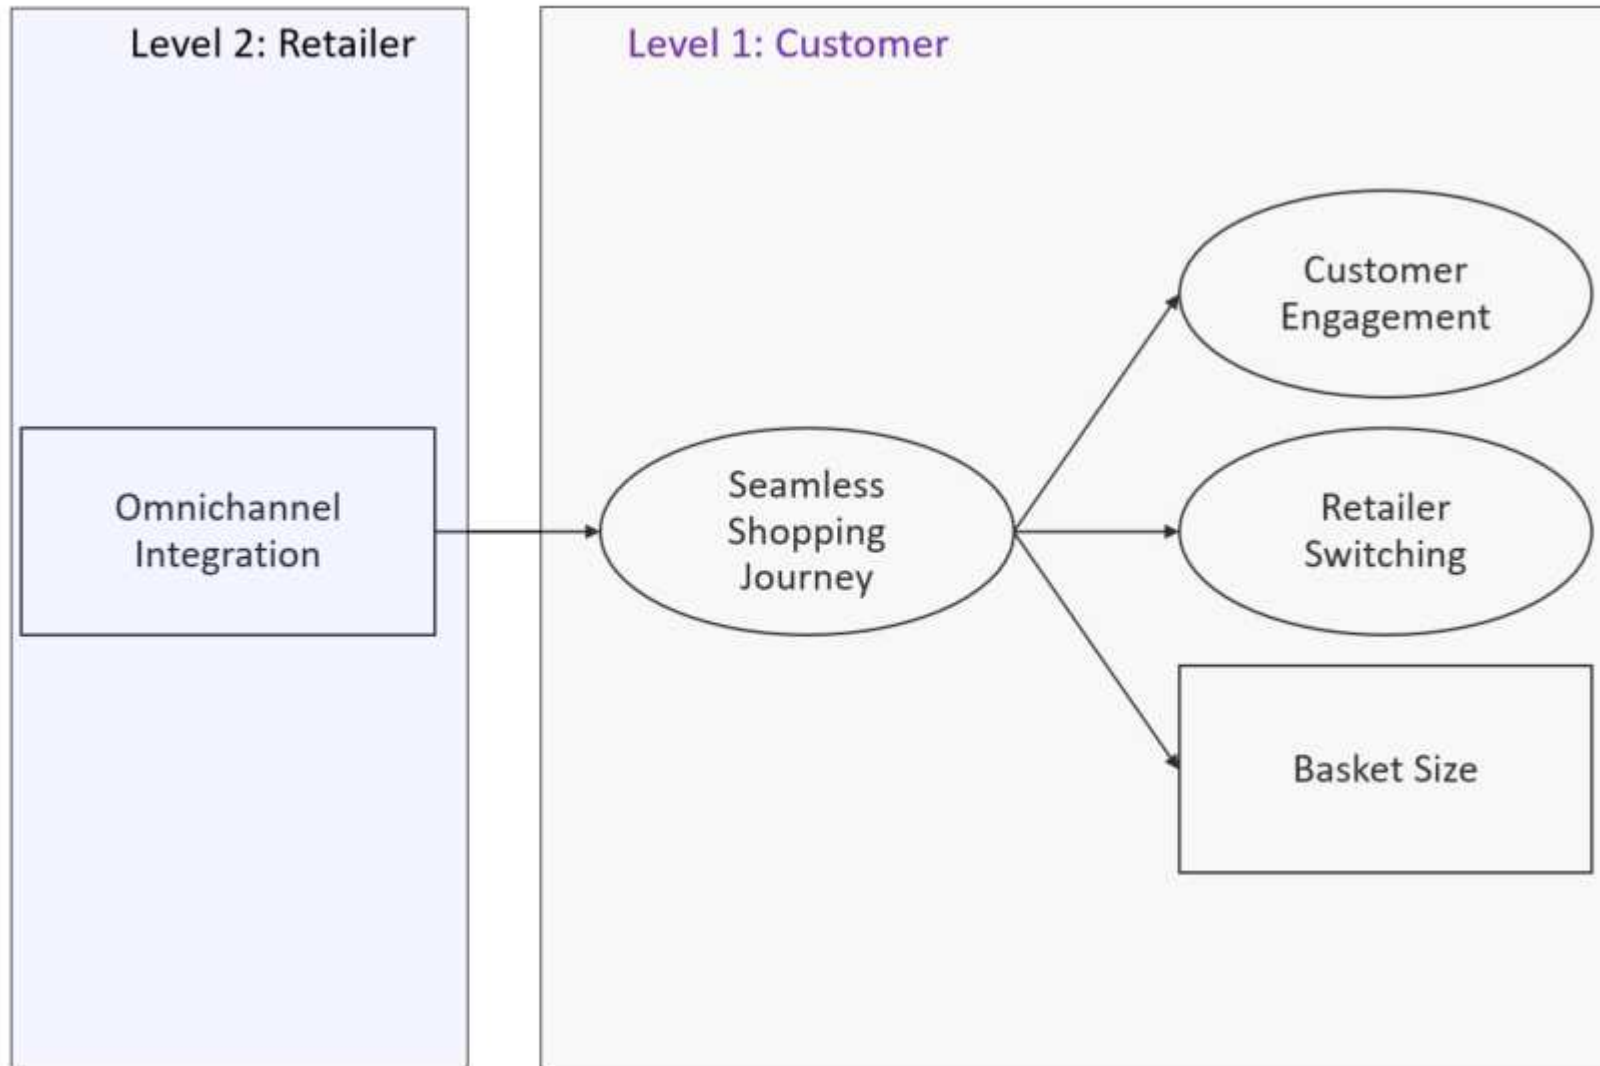 Level 2: Retailer
Level 1: Customer
Customer
Engagement
Omnichannel
Integration
Seamless
Shopping
Journey
Retailer
Switching
Basket Size